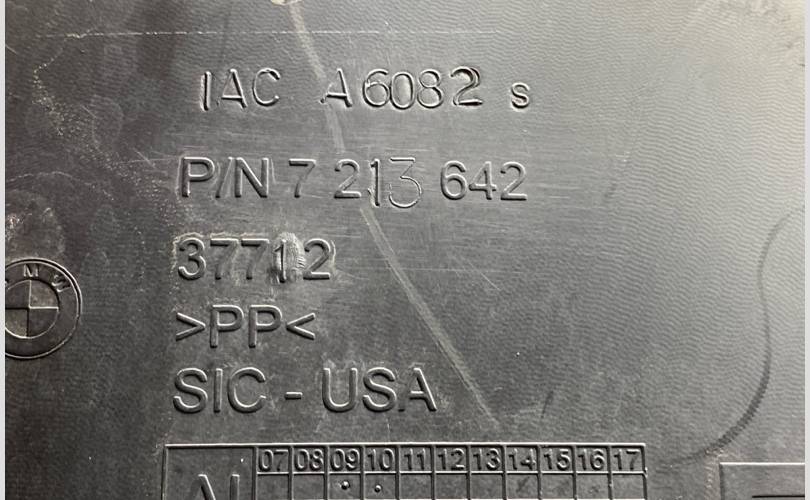 IAC A6082 s
P/N 7 213 642
37712
>PP<
SIC - USA
07 08 09 10 11 12 13 14 15 16 17
BMW